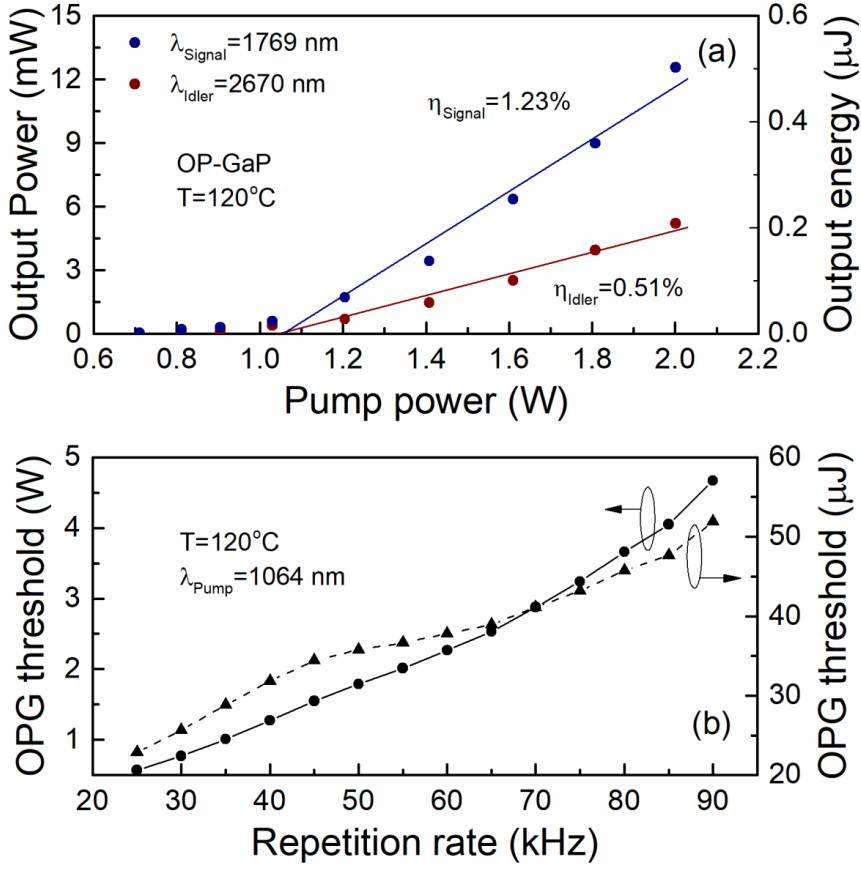 15
12
9
6
3
0
Output Power (mW)
λSignal=1769 nm
λIdler=2670 nm
(a)
ηSignal=1.23%
OP-GaP
T=120°C
ηIdler=0.51%
0.6
0.4
0.2
0.0
Output energy (μJ)
0.6 0.8 1.0 1.2 1.4 1.6 1.8 2.0 2.2
Pump power (W)
5
4
3
2
1
OPG threshold (W)
T=120°C
λPump=1064 nm
(b)
60
50
40
30
20
OPG threshold (μJ)
20 30 40 50 60 70 80 90
Repetition rate (kHz)